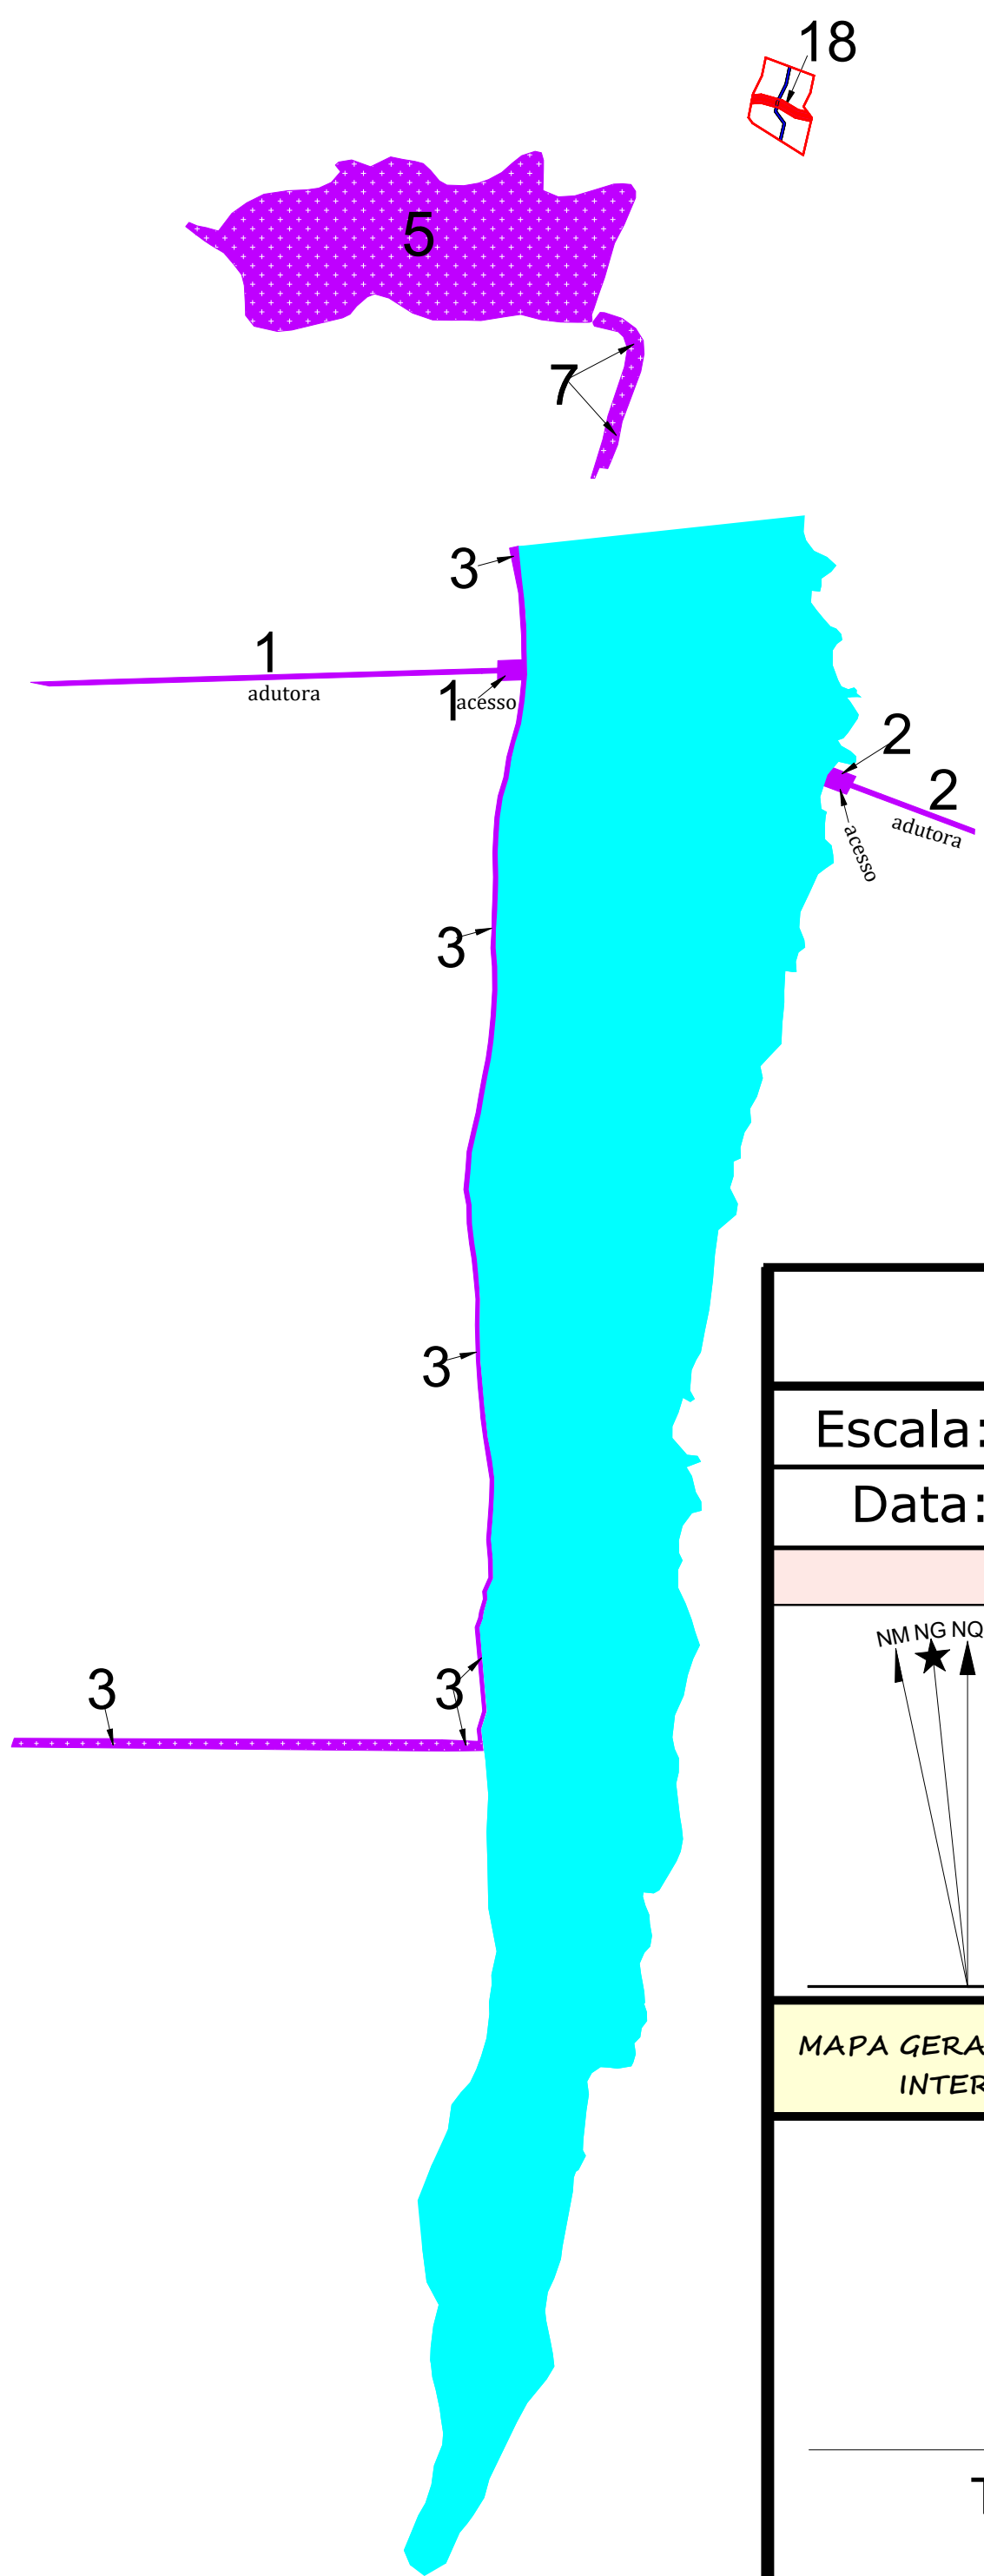 18
5
7
3
1
adutora
1
acesso
2
2
adutora
acesso
3
3
Escala:
Data:
NM NG NQ
3
3
MAPA GERA
INTER
T